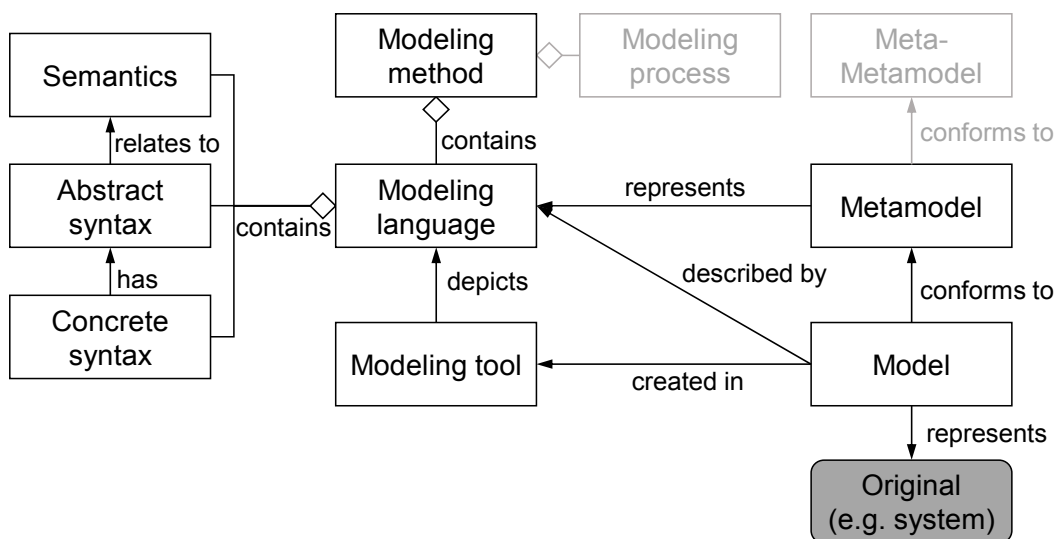 Semantics
relates to
Abstract
syntax
has
Concrete
syntax
contains
Modeling
method
contains
Modeling
language
depicts
Modeling tool
Modeling
process
Meta-
Metamodel
conforms to
represents
Metamodel
described by
conforms to
created in
Model
represents
Original
(e.g. system)